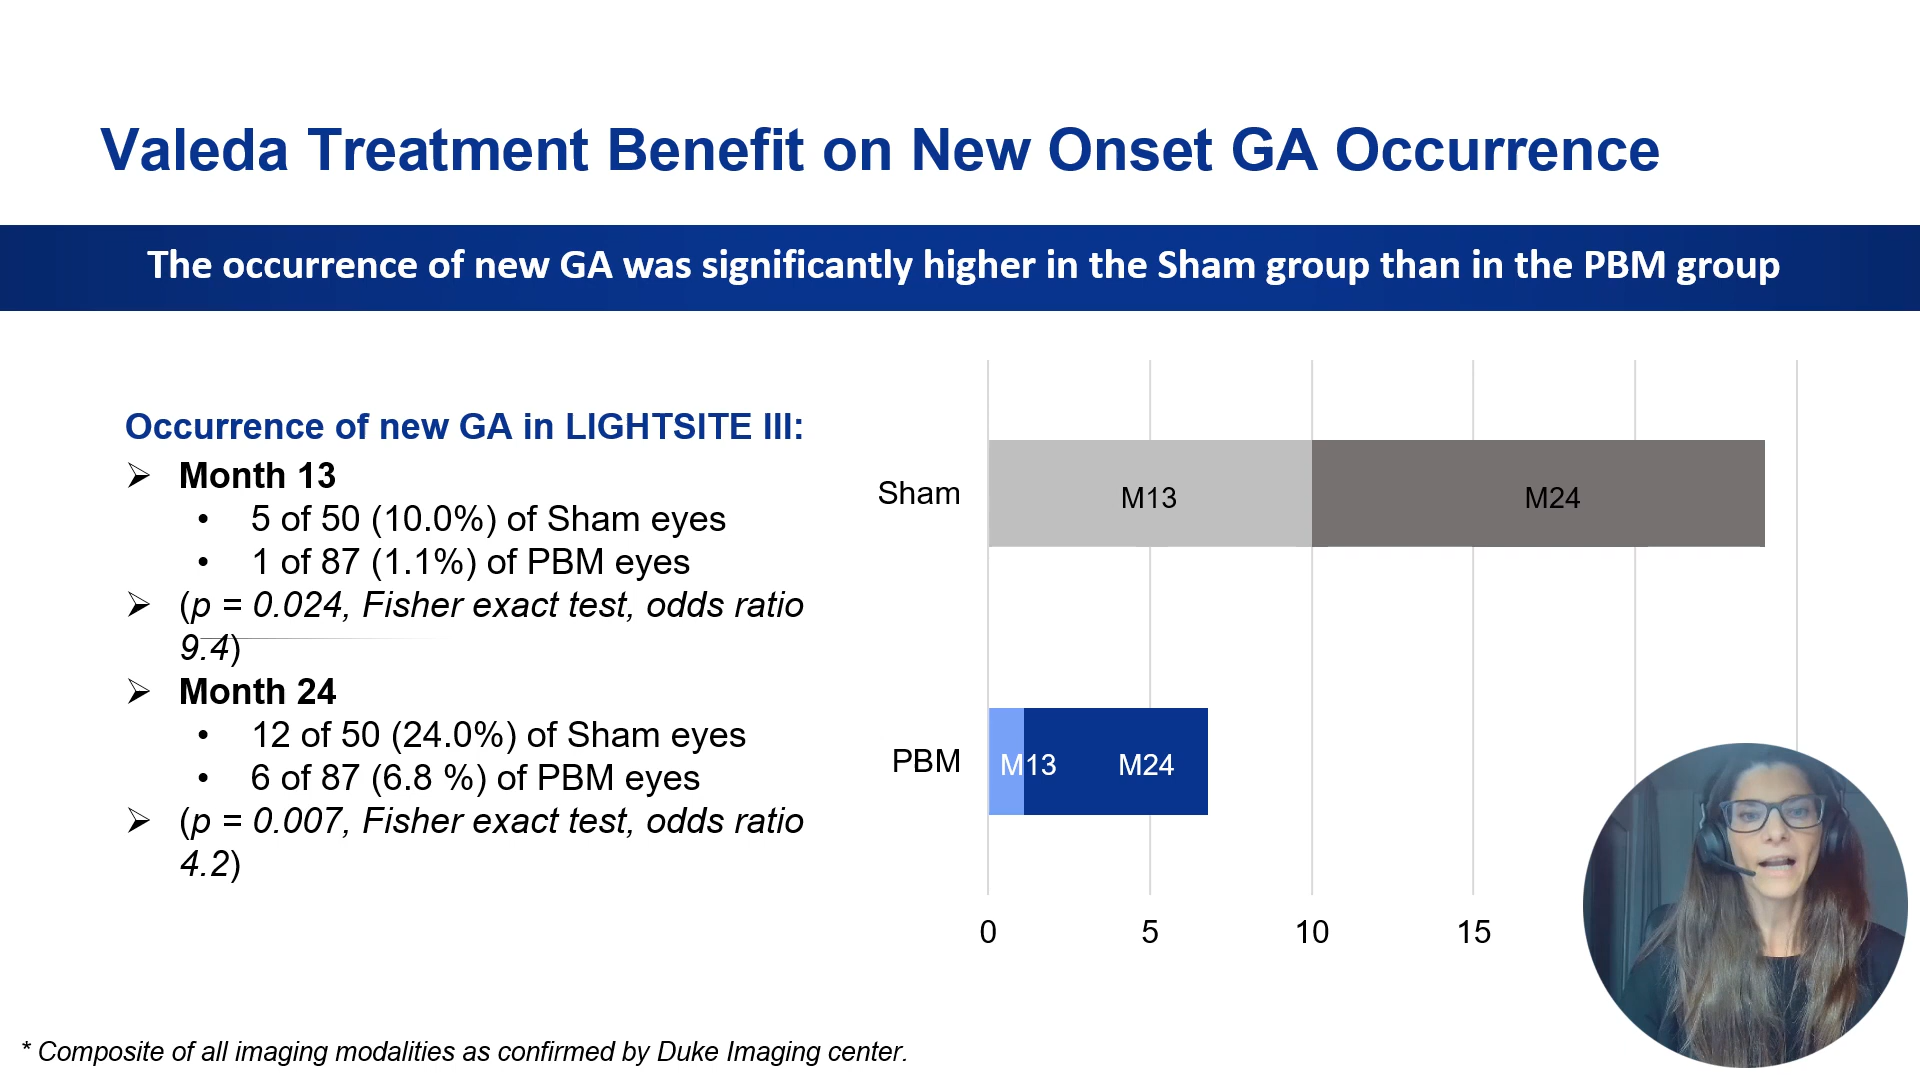 Valeda Treatment Benefit on New Onset GA Occurrence
The occurrence of new GA was significantly higher in the Sham group than in the PBM group
Occurrence of new GA in LIGHTSITE III:
➢ Month 13
• 5 of 50 (10.0%) of Sham eyes
• 1 of 87 (1.1%) of PBM eyes
➢ (p = 0.024, Fisher exact test, odds ratio
9.4)
➢ Month 24
• 12 of 50 (24.0%) of Sham eyes
• 6 of 87 (6.8 %) of PBM eyes
➢ (p = 0.007, Fisher exact test, odds ratio
4.2)
Sham
M13 M24
PBM
M13 M24
0 5 10 15
* Composite of all imaging modalities as confirmed by Duke Imaging center.